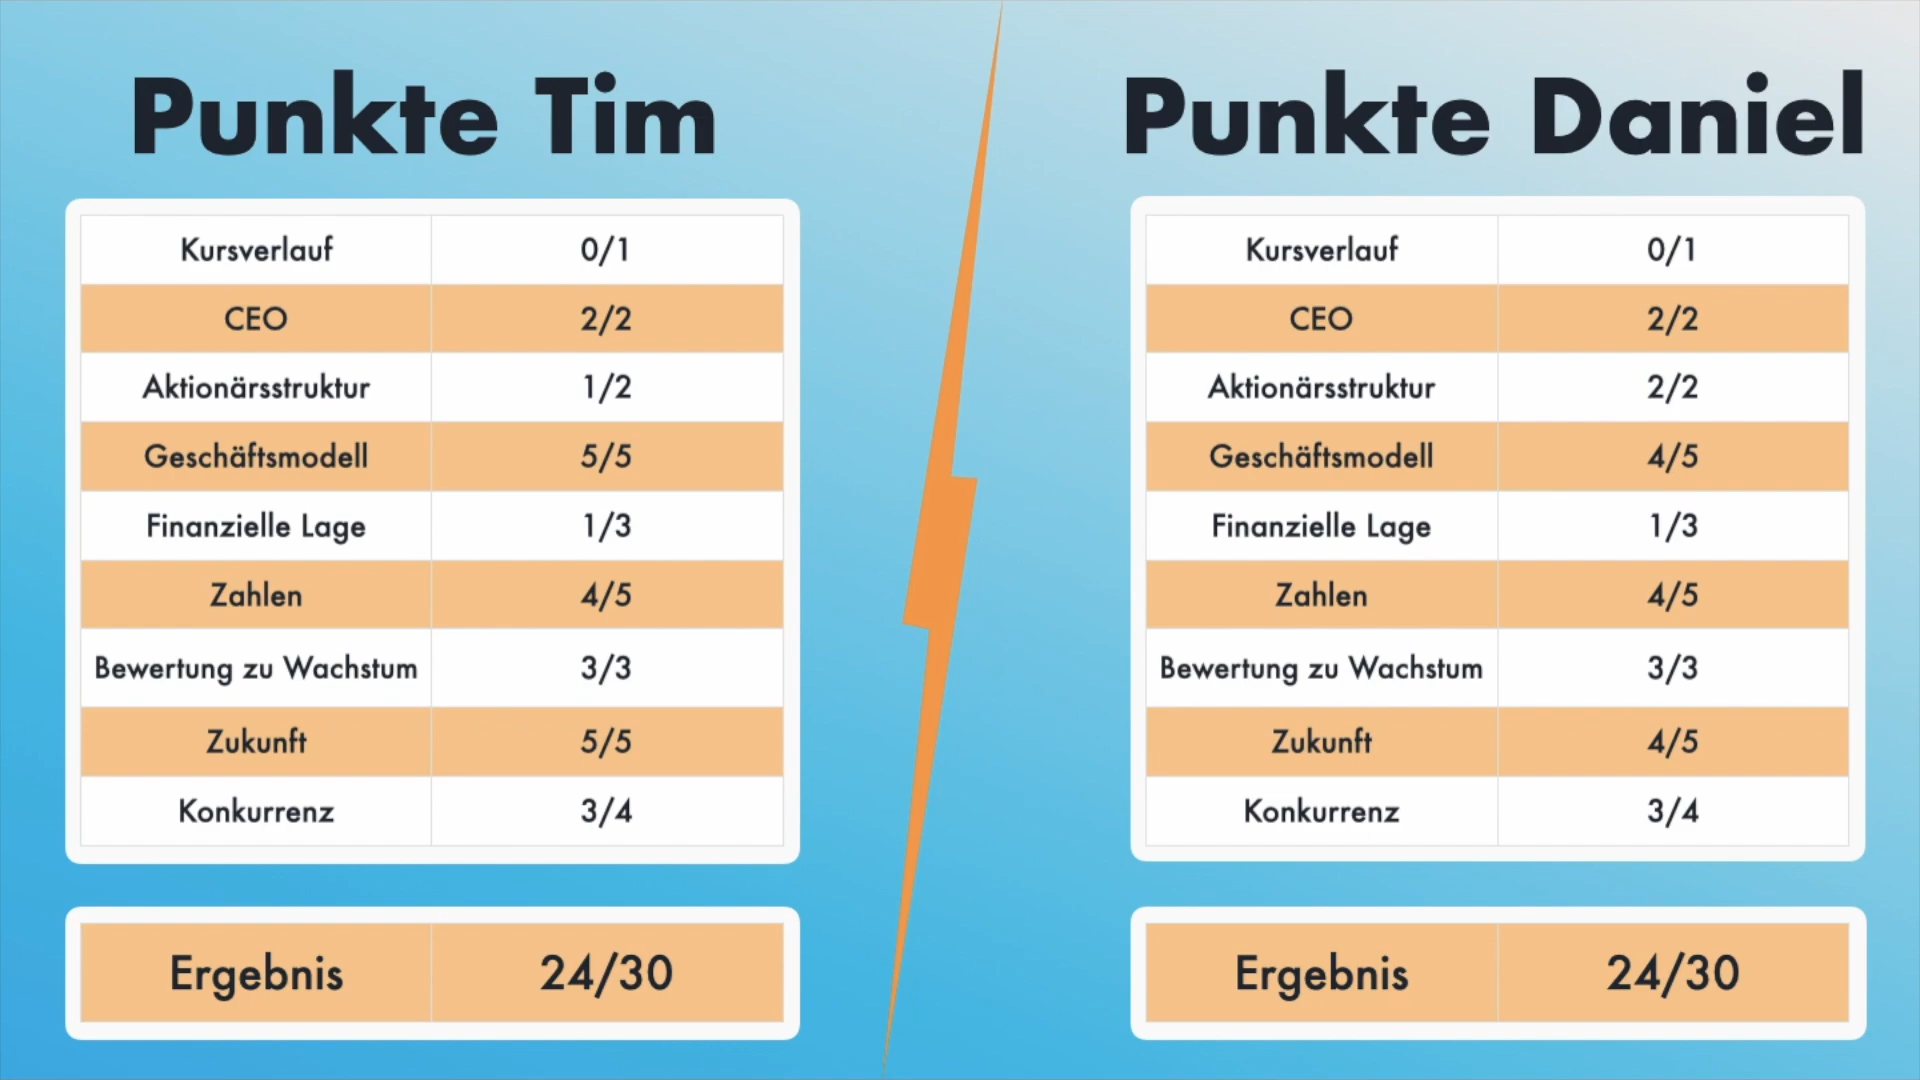 Punkte Tim
Kursverlauf 0/1
CEO 2/2
Aktionärsstruktur 1/2
Geschäftsmodell 5/5
Finanzielle Lage 1/3
Zahlen 4/5
Bewertung zu Wachstum 3/3
Zukunft 5/5
Konkurrenz 3/4
Ergebnis 24/30
Punkte Daniel
Kursverlauf 0/1
CEO 2/2
Aktionärsstruktur 2/2
Geschäftsmodell 4/5
Finanzielle Lage 1/3
Zahlen 4/5
Bewertung zu Wachstum 3/3
Zukunft 4/5
Konkurrenz 3/4
Ergebnis 24/30